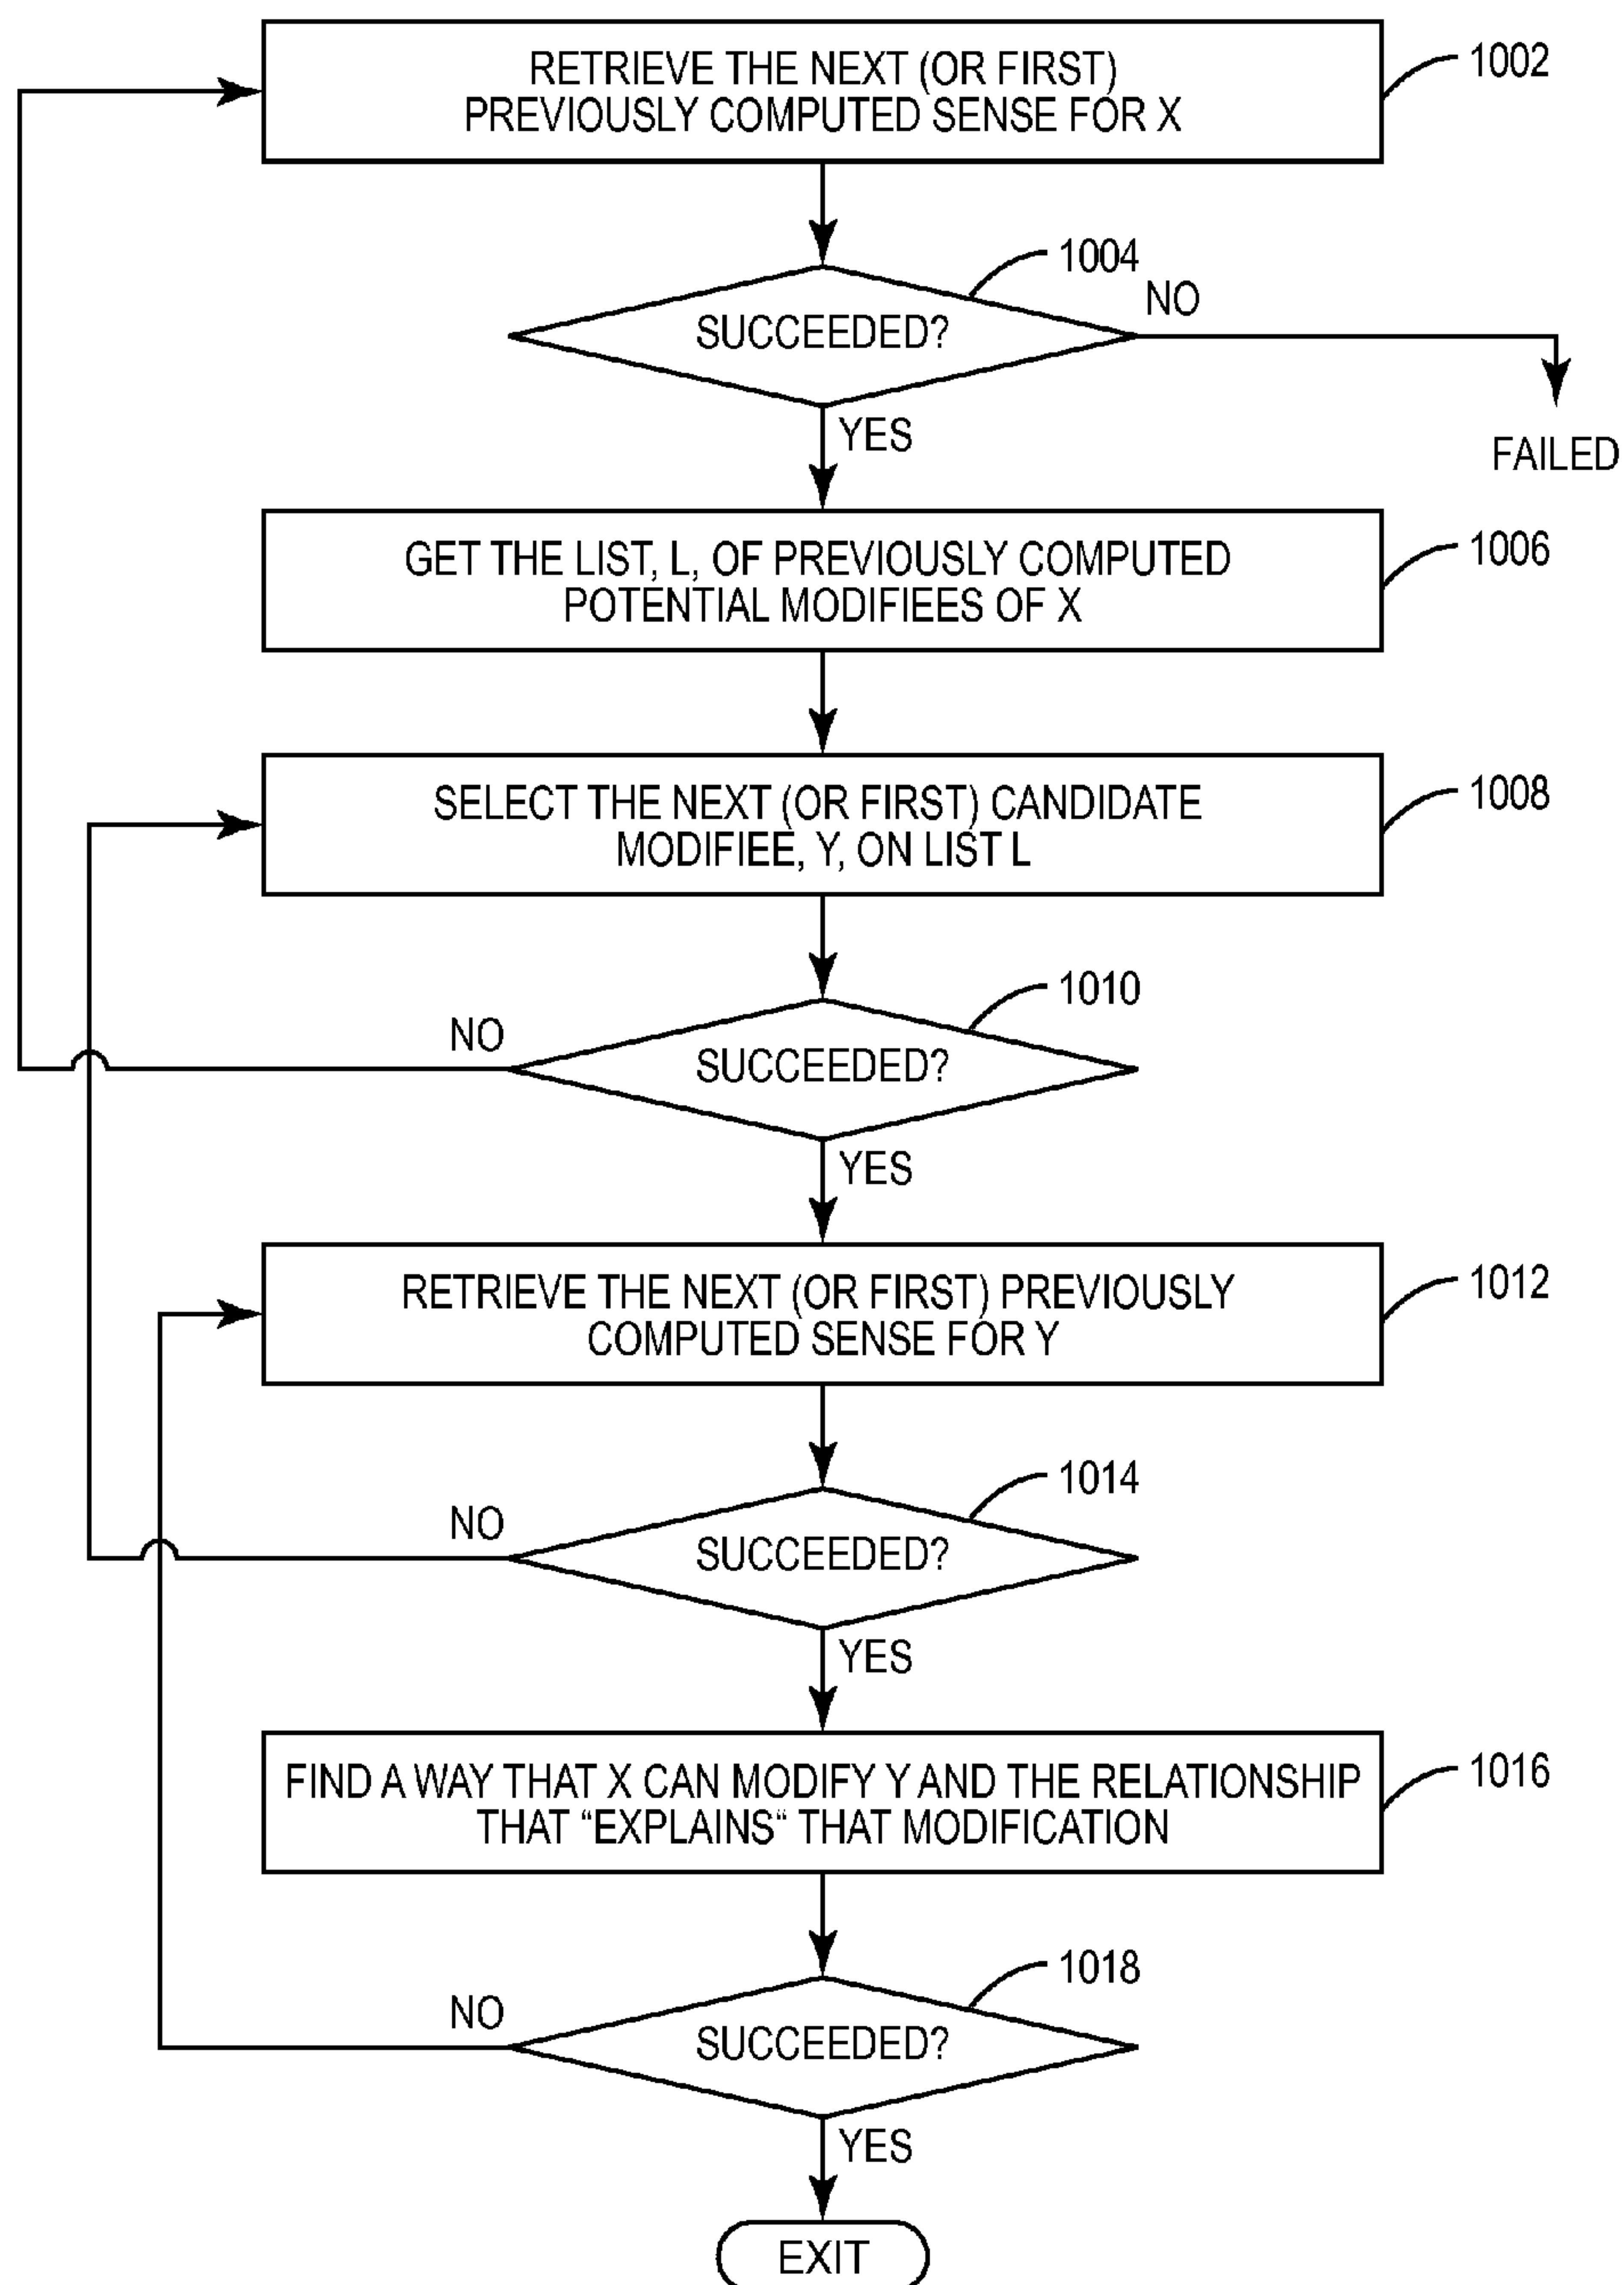 RETRIEVE THE NEXT (OR FIRST)
PREVIOUSLY COMPUTED SENSE FOR X
1002
1004
SUCCEEDED?
NO
FAILED
YES
GET THE LIST, L, OF PREVIOUSLY COMPUTED
POTENTIAL MODIFIEES OF X
1006
SELECT THE NEXT (OR FIRST) CANDIDATE
MODIFIEE, Y, ON LIST L
1008
1010
NO
SUCCEEDED?
YES
RETRIEVE THE NEXT (OR FIRST) PREVIOUSLY
COMPUTED SENSE FOR Y
1012
1014
NO
SUCCEEDED?
YES
FIND A WAY THAT X CAN MODIFY Y AND THE RELATIONSHIP
THAT “EXPLAINS“ THAT MODIFICATION
1016
1018
NO
SUCCEEDED?
YES
EXIT